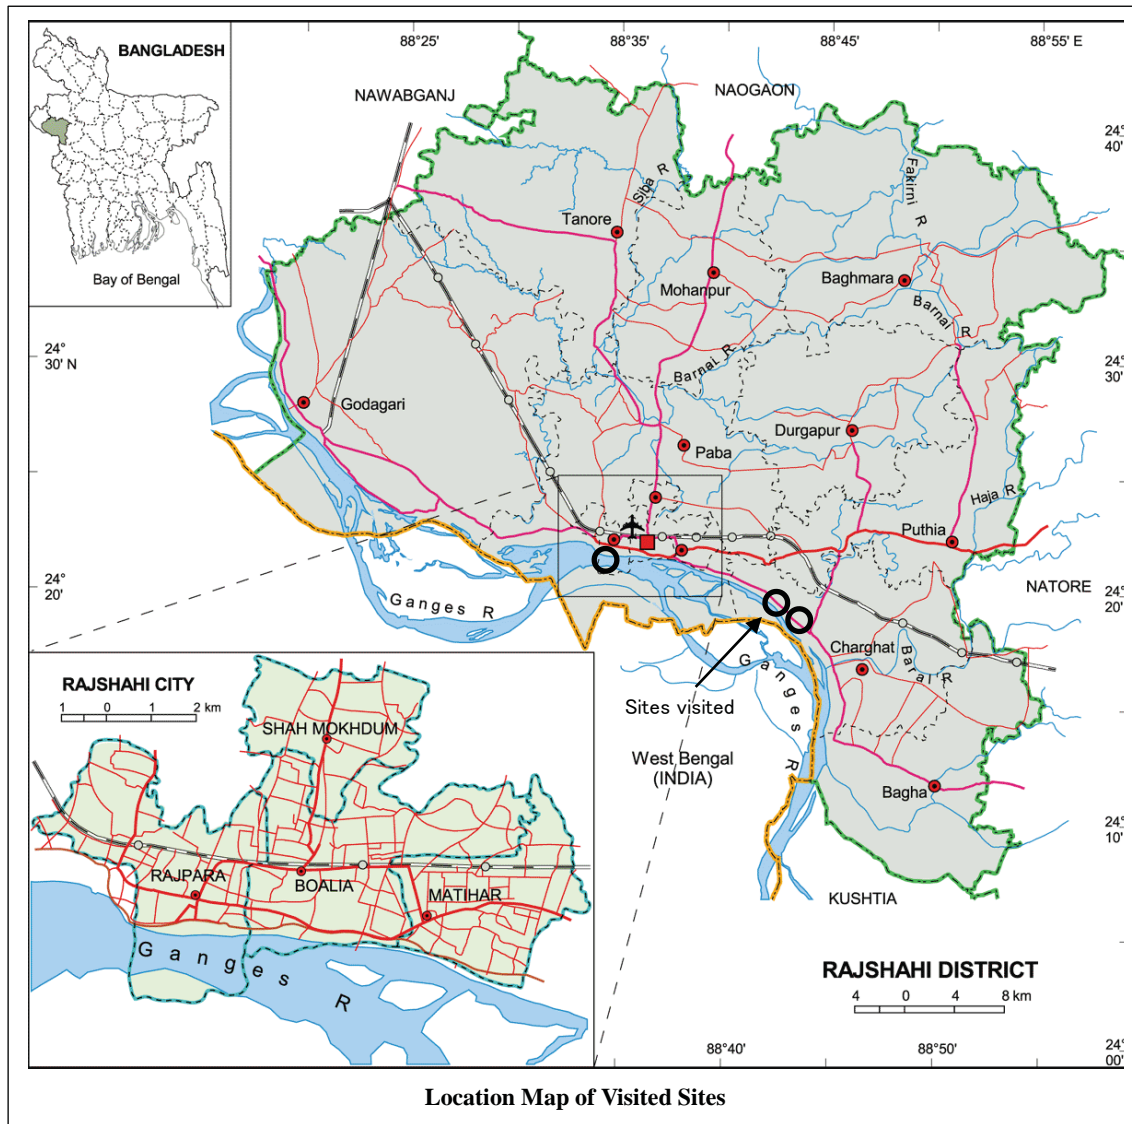 88°25'
88°35'
88°45'
88°55' E
BANGLADESH
Bay of Bengal
NAWABGANJ
NAOGAON
24°
40'
Siba R
Fakirni R
Tanore
Mohanpur
Baghmara
Barnai R
24°
30' N
24°
30'
Barnai R
Godagari
Durgapur
Paba
Haja R
Puthia
24°
20'
24°
20'
NATORE
Ganges R
Charghat
Baral R
Ganges R
Sites visited
West Bengal
(INDIA)
Bagha
24°
10'
KUSHTIA
RAJSHAHI CITY
1 0 1 2 km
SHAH MOKHDUM
RAJPARA
BOALIA
MATIHAR
Ganges R
RAJSHAHI DISTRICT
4 0 4 8 km
88°40'
88°50'
24°
00'
Location Map of Visited Sites